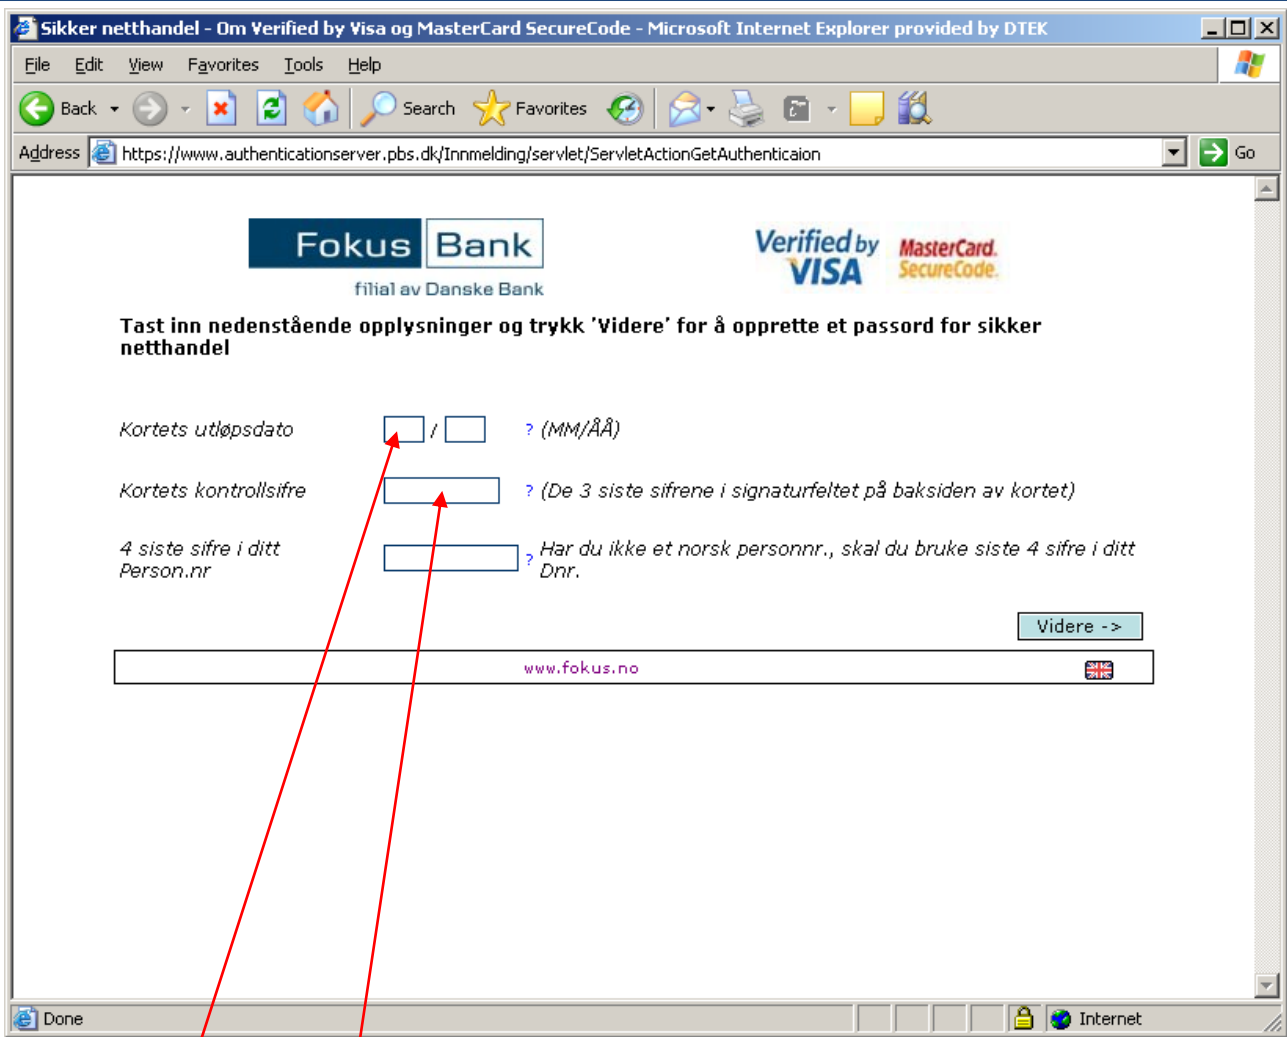 Sikker netthandel - Om Verified by Visa og MasterCard SecureCode - Microsoft Internet Explorer provided by DTEK
File Edit View Favorites Tools Help
Back Search Favorites
Address https://www.authenticationserver.pbs.dk/Innmelding/servlet/ServletActionGetAuthenticaion Go
Fokus Bank
filial av Danske Bank
Verified by
VISA
MasterCard.
SecureCode.
Tast inn nedenstående opplysninger og trykk 'Videre' for å opprette et passord for sikker
netthandel
Kortets utløpsdato / ? (MM/ÅÅ)
Kortets kontrollsifre ? (De 3 siste sifrene i signaturfeltet på baksiden av kortet)
4 siste sifre i ditt
Person.nr
? Har du ikke et norsk personnr., skal du bruke siste 4 sifre i ditt
Dnr.
Videre ->
www.fokus.no
Done Internet